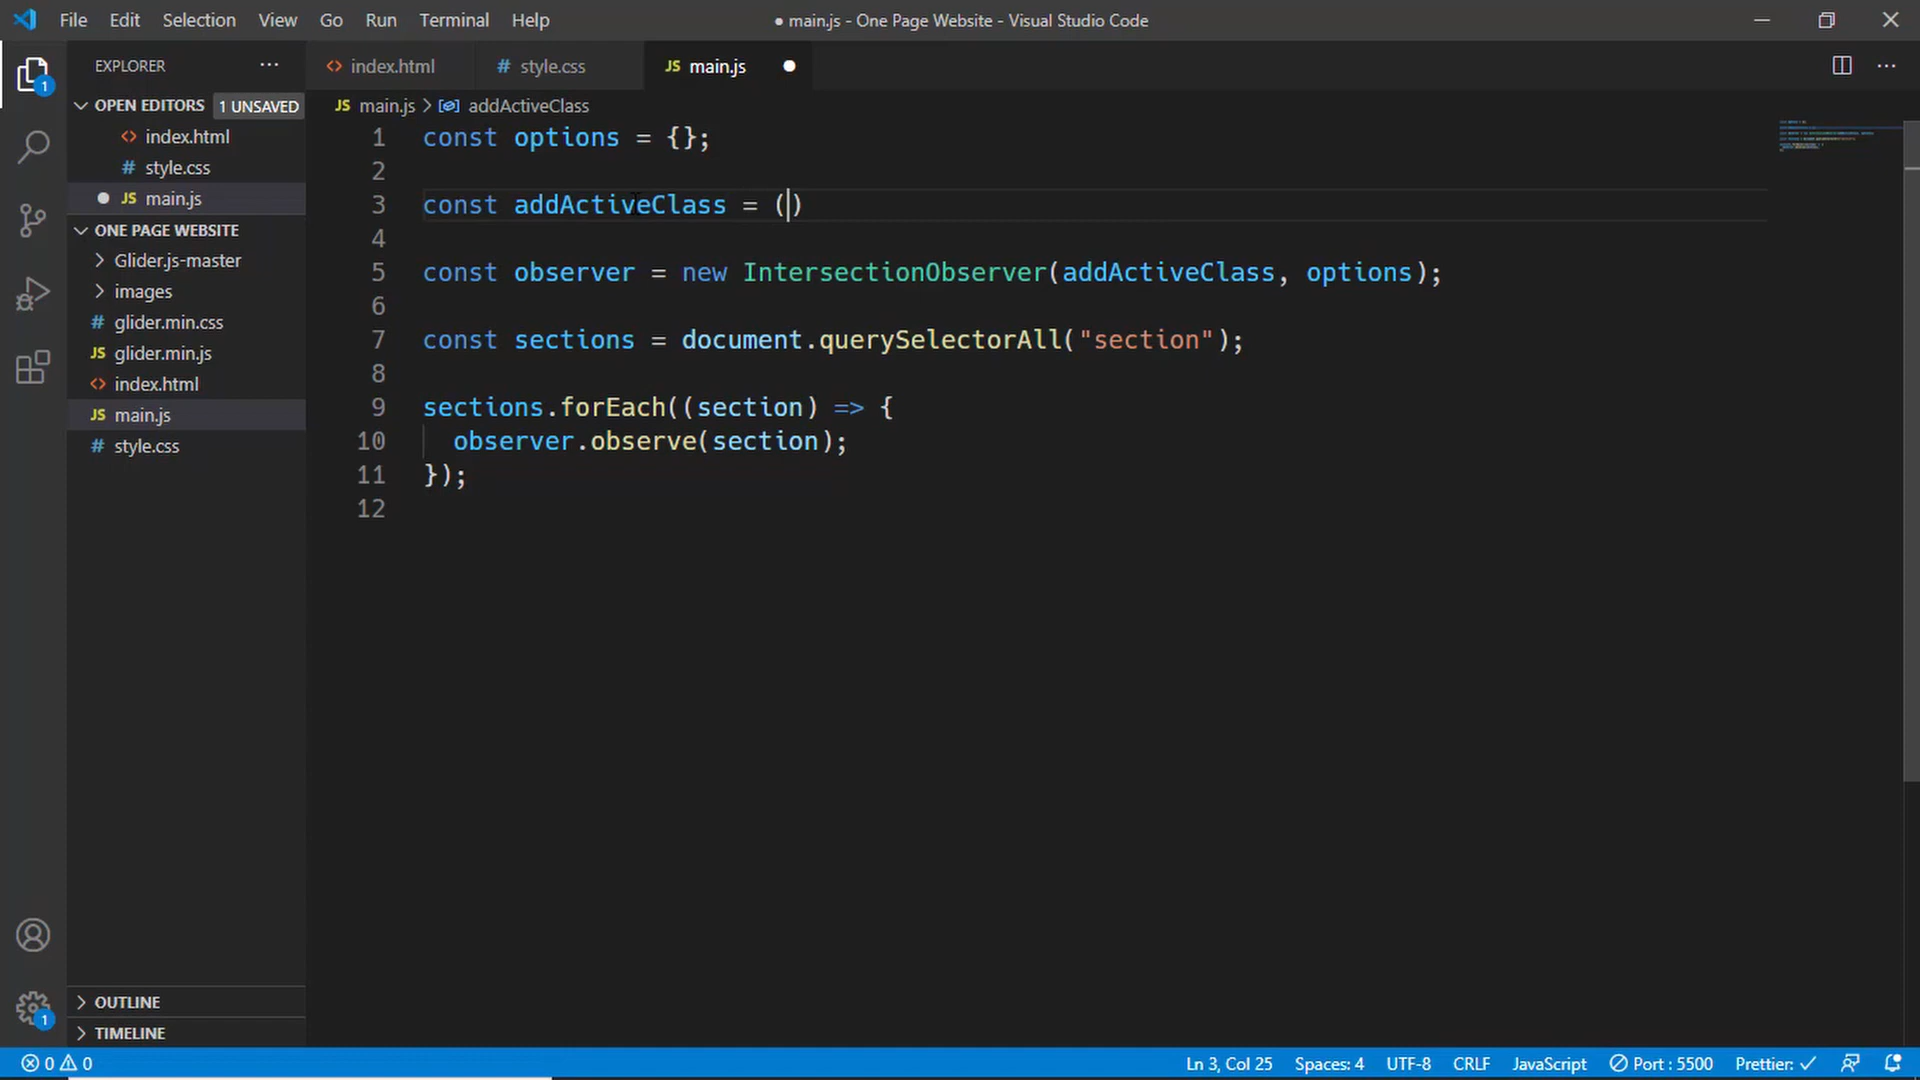 File Edit Selection View Go Run Terminal Help ● main.js - One Page Website - Visual Studio Code
EXPLORER ···
index.html
style.css
main.js
OPEN EDITORS 1 UNSAVED
index.html
style.css
main.js
ONE PAGE WEBSITE
Glider.js-master
images
glider.min.css
glider.min.js
index.html
main.js
style.css
OUTLINE
TIMELINE
JS main.js > addActiveClass
1 const options = {};
2
3 const addActiveClass = ()
4
5 const observer = new IntersectionObserver(addActiveClass, options);
6
7 const sections = document.querySelectorAll("section");
8
9 sections.forEach((section) => {
10 observer.observe(section);
11 });
12
0 0 Ln 3, Col 25 Spaces: 4 UTF-8 CRLF JavaScript Port : 5500 Prettier: ✓